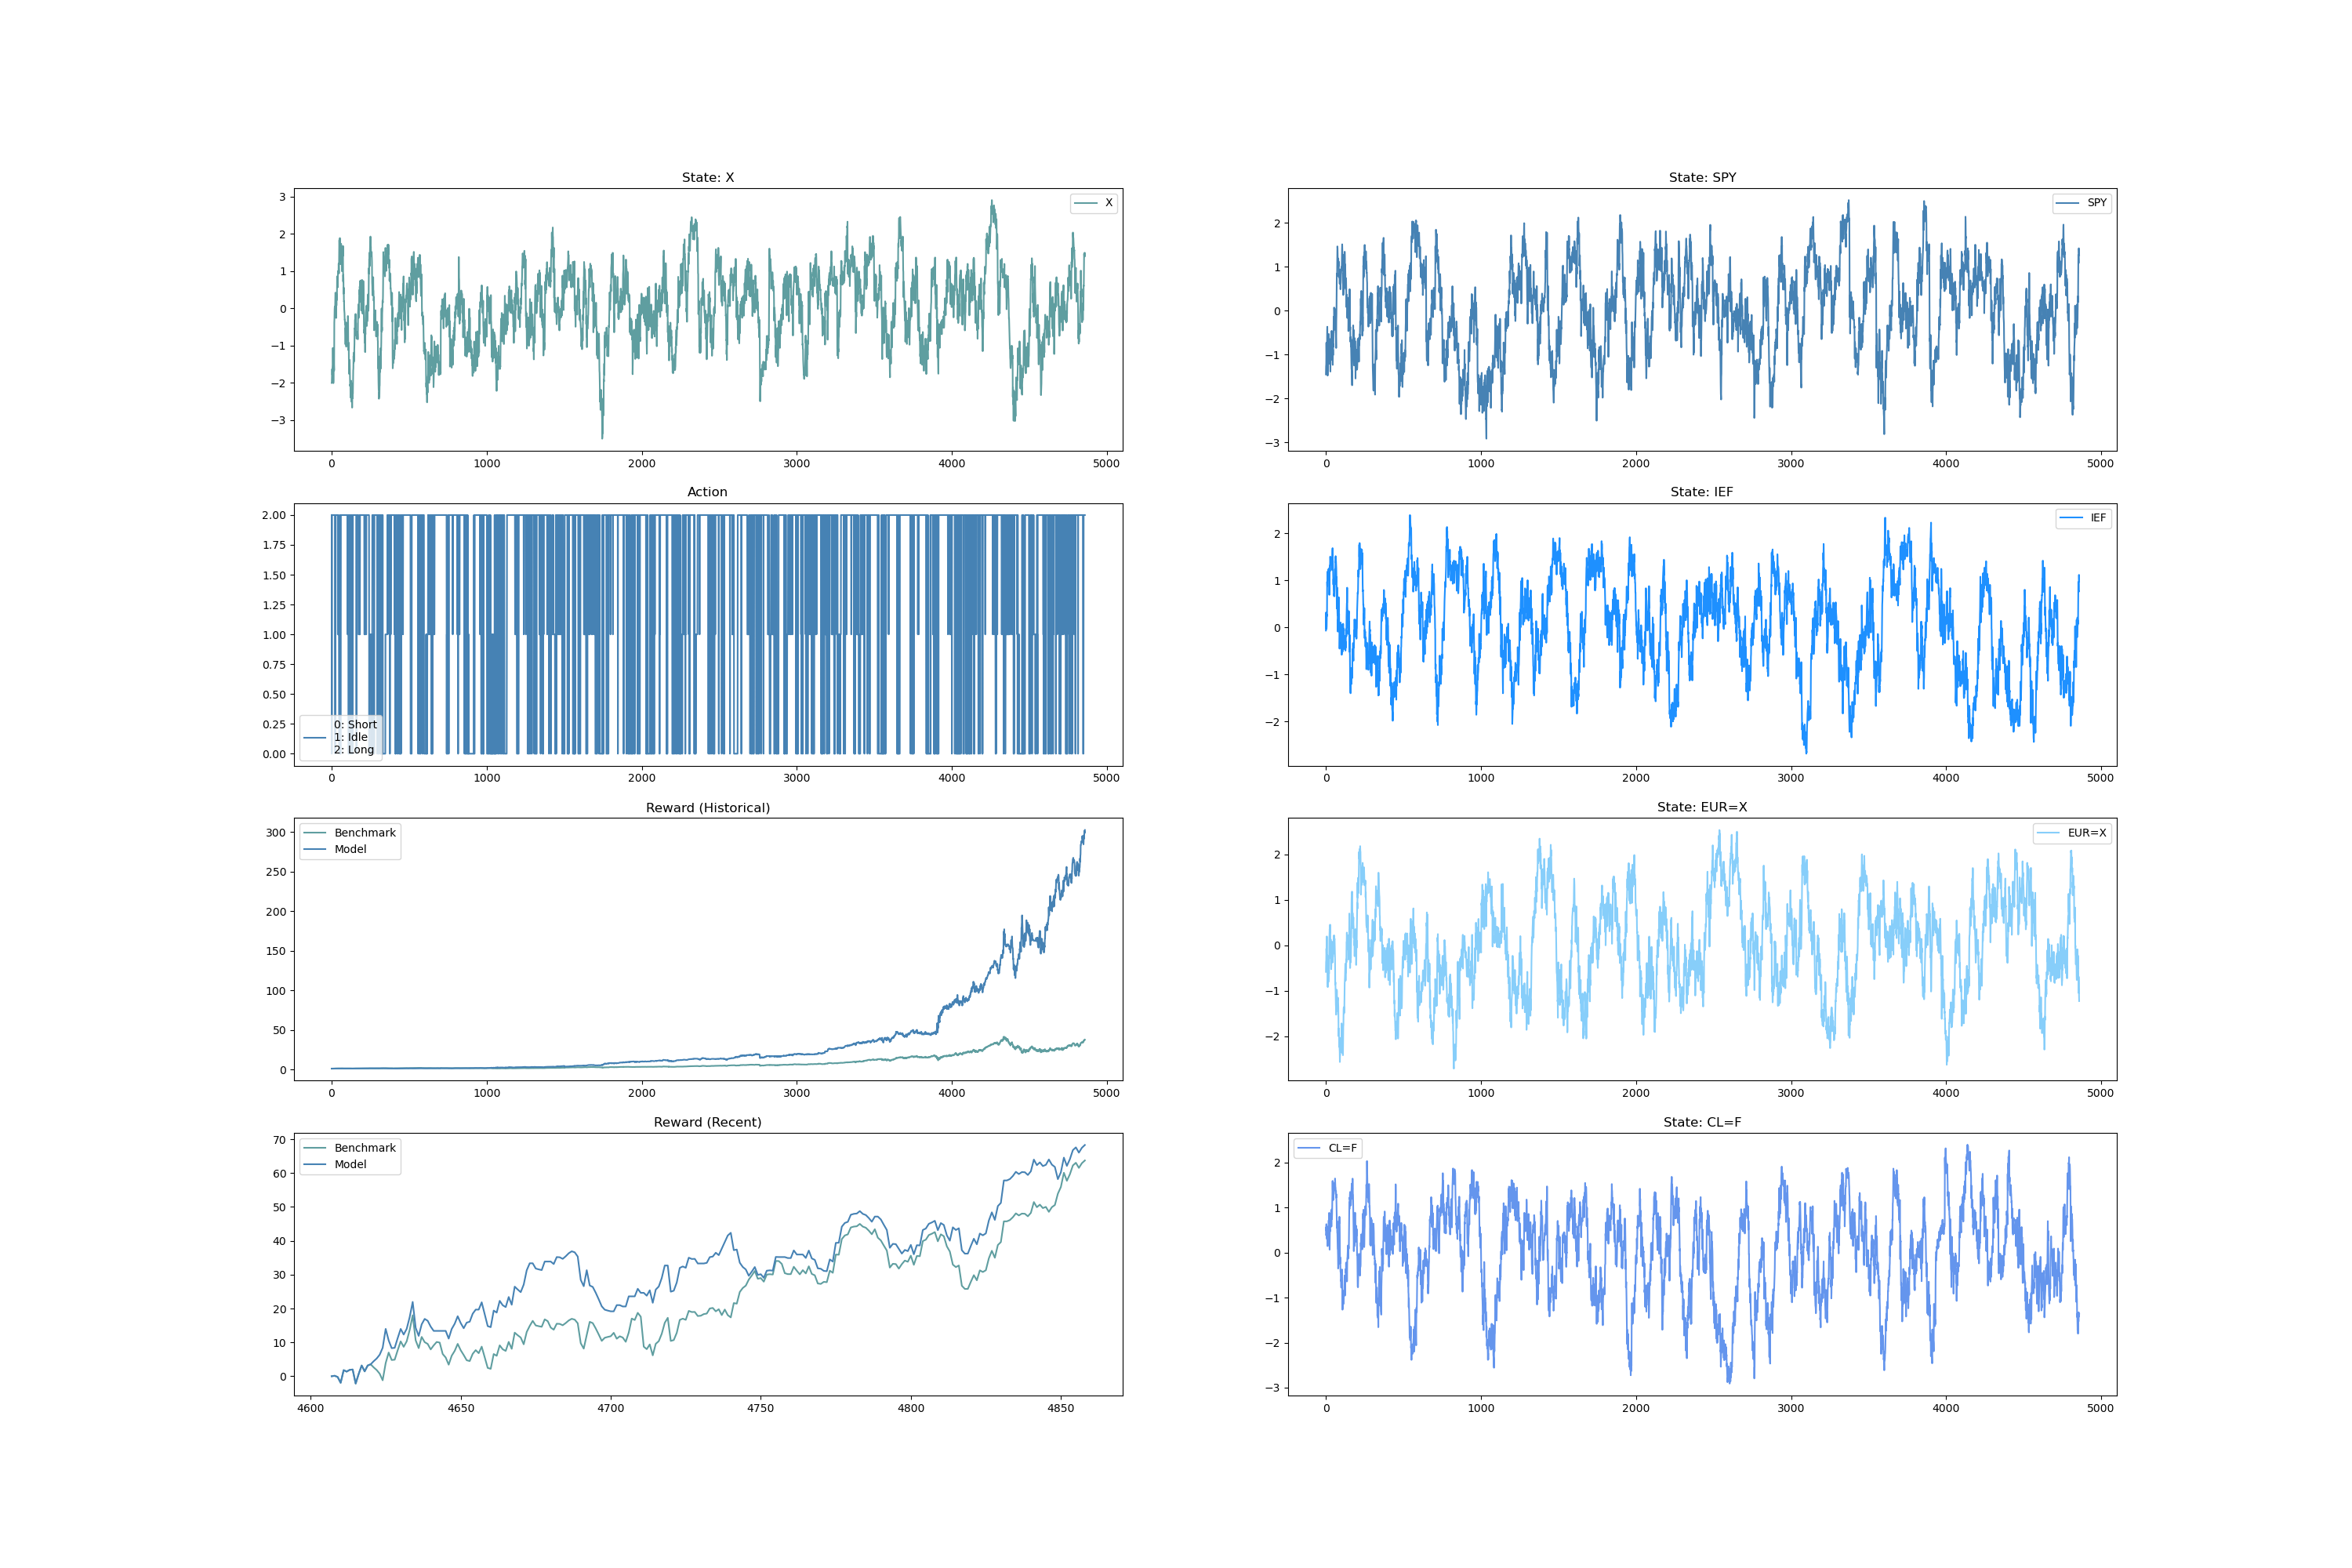 State: X
3
2
1
0
−1
−2
−3
0 1000 2000 3000 4000 5000
X
State: SPY
2
1
0
−1
−2
−3
0 1000 2000 3000 4000 5000
SPY
Action
2.00
1.75
1.50
1.25
1.00
0.75
0.50
0.25
0.00
0: Short
1: Idle
2: Long
0 1000 2000 3000 4000 5000
State: IEF
2
1
0
−1
−2
0 1000 2000 3000 4000 5000
IEF
Reward (Historical)
Benchmark
Model
300
250
200
150
100
50
0
0 1000 2000 3000 4000 5000
State: EUR=X
2
1
0
−1
−2
0 1000 2000 3000 4000 5000
EUR=X
Reward (Recent)
Benchmark
Model
70
60
50
40
30
20
10
0
4600 4650 4700 4750 4800 4850
State: CL=F
CL=F
2
1
0
−1
−2
−3
0 1000 2000 3000 4000 5000